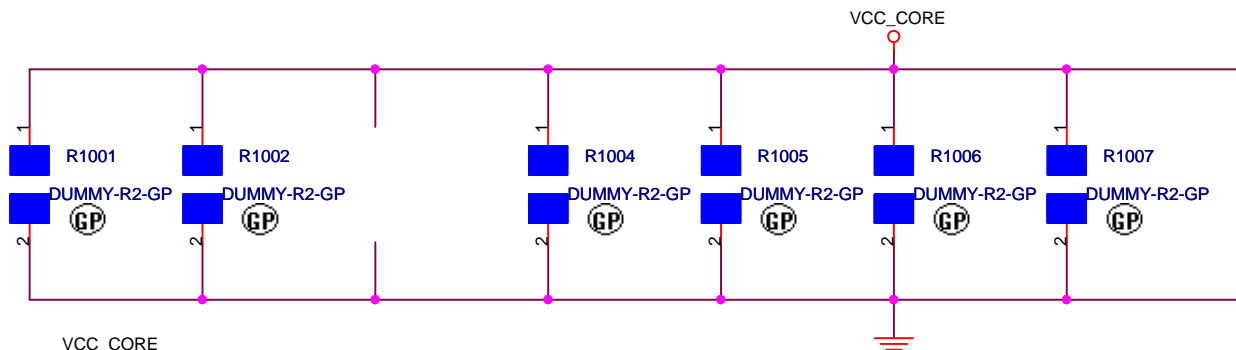 VCC_CORE
1 1 1 1 1 1
R1001 R1002 R1004 R1005 R1006 R1007
DUMMY-R2-GP DUMMY-R2-GP DUMMY-R2-GP DUMMY-R2-GP DUMMY-R2-GP DUMMY-R2-GP
GP GP GP GP GP GP
2 2 2 2 2 2
VCC_CORE